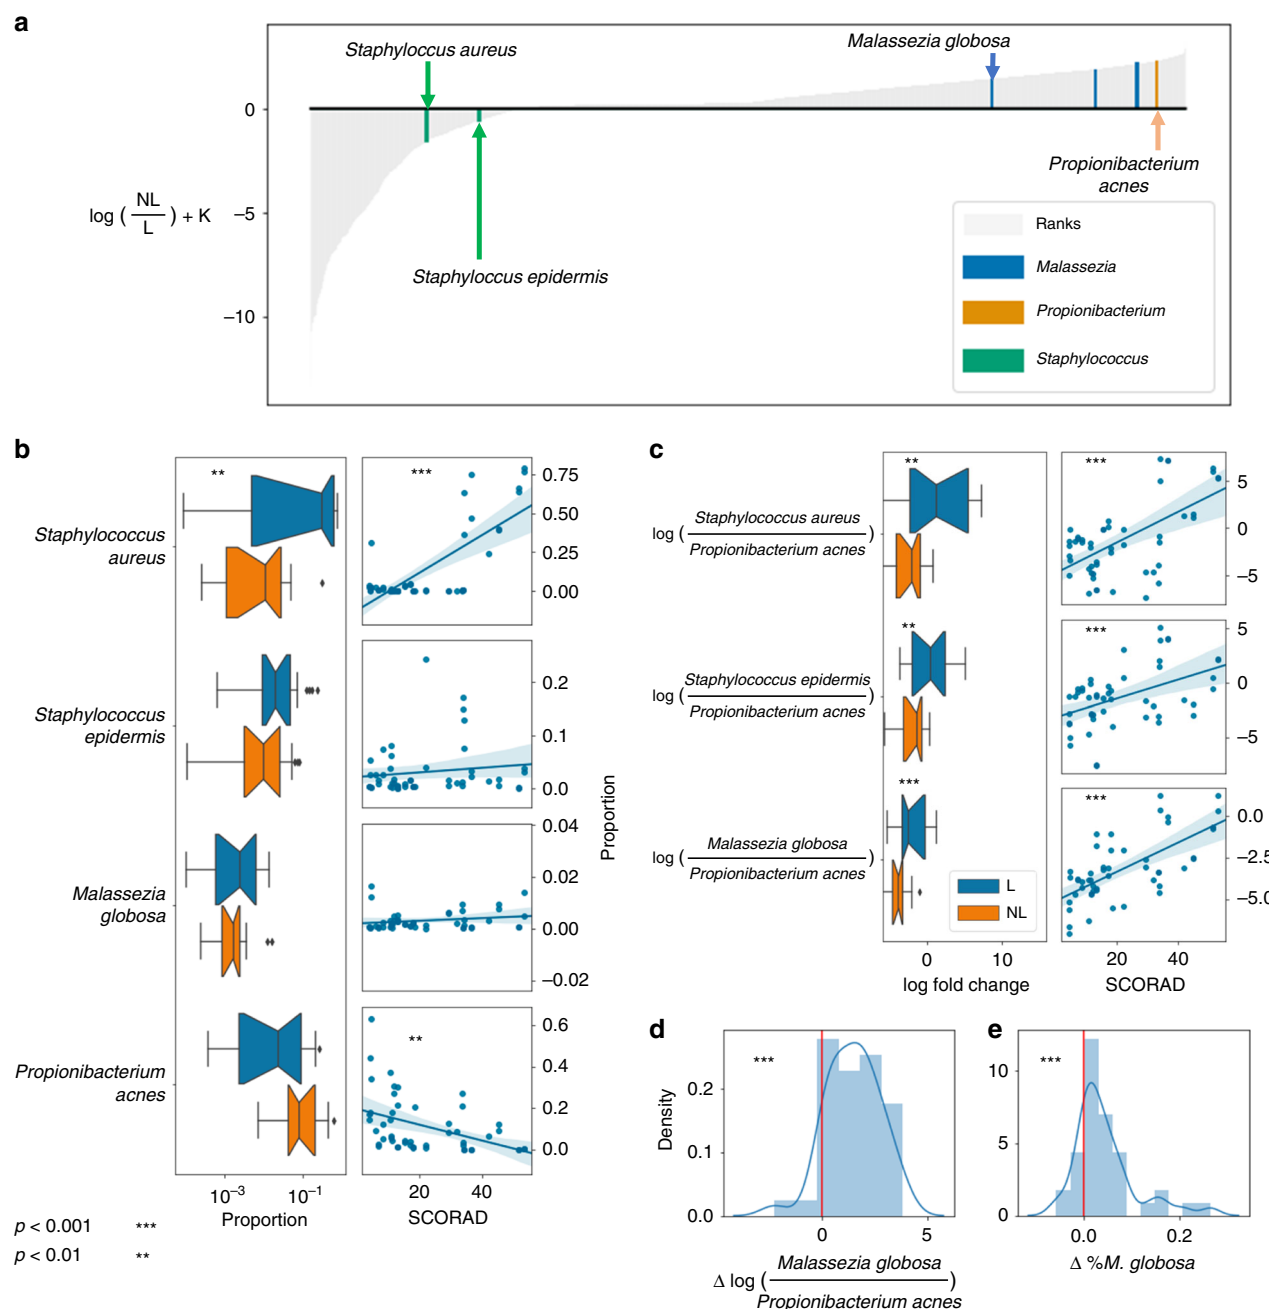 a
Staphyloccus aureus
Malassezia globosa
0
Propionibacterium
acnes
log ( NL / L ) + K
−5
Ranks
Malassezia
Staphyloccus epidermis
Propionibacterium
−10
Staphylococcus
b
**
***
0.75
Staphylococcus
aureus
0.50
0.25
0.00
Staphylococcus
epidermis
0.2
0.1
0.0
Proportion
Malassezia
globosa
0.04
0.02
0.00
−0.02
Propionibacterium
acnes
**
0.6
0.4
0.2
0.0
10⁻³
10⁻¹
20
40
Proportion
SCORAD
p < 0.001 ***
p < 0.01 **
c
**
***
log ( Staphylococcus aureus / Propionibacterium acnes )
5
0
−5
**
***
log ( Staphylococcus epidermis / Propionibacterium acnes )
5
0
−5
***
***
log ( Malassezia globosa / Propionibacterium acnes )
0.0
−2.5
−5.0
L
NL
0
10
20
40
log fold change
SCORAD
d
***
Density
0.2
0.1
0.0
0
5
Δ log ( Malassezia globosa / Propionibacterium acnes )
e
***
10
5
0
0.0
0.2
Δ %M. globosa